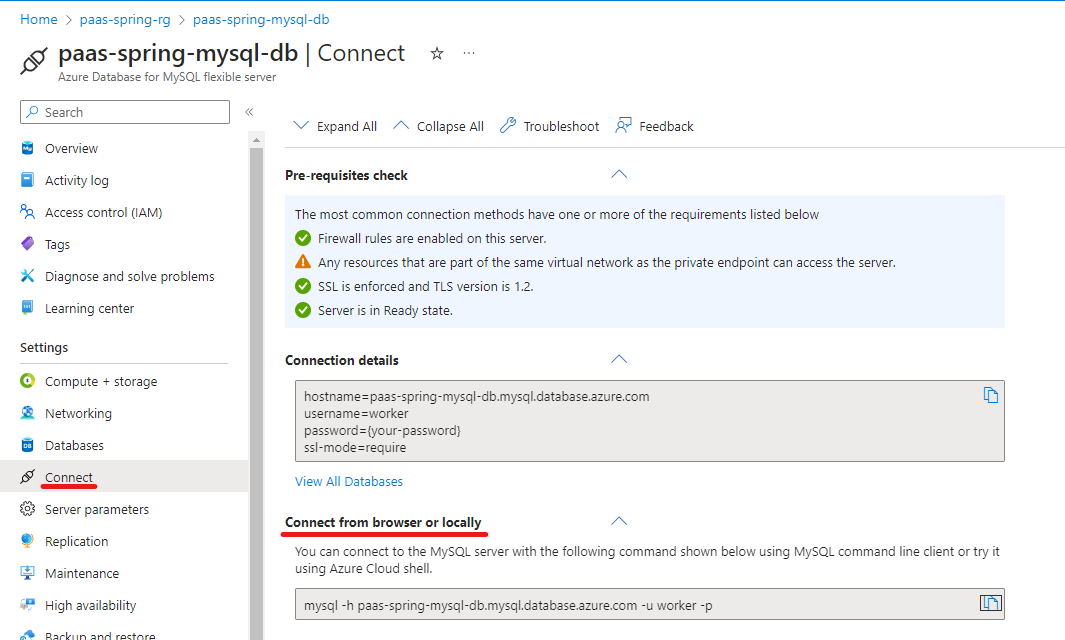 Home > paas-spring-rg > paas-spring-mysql-db
paas-spring-mysql-db | Connect ☆ ···
Azure Database for MySQL flexible server
Search «
Overview
Activity log
Access control (IAM)
Tags
Diagnose and solve problems
Learning center
Settings
Compute + storage
Networking
Databases
Connect
Server parameters
Replication
Maintenance
High availability
Backup and restore
Expand All Collapse All Troubleshoot Feedback
Pre-requisites check
The most common connection methods have one or more of the requirements listed below
Firewall rules are enabled on this server.
Any resources that are part of the same virtual network as the private endpoint can access the server.
SSL is enforced and TLS version is 1.2.
Server is in Ready state.
Connection details
hostname=paas-spring-mysql-db.mysql.database.azure.com
username=worker
password={your-password}
ssl-mode=require
View All Databases
Connect from browser or locally
You can connect to the MySQL server with the following command shown below using MySQL command line client or try it
using Azure Cloud shell.
mysql -h paas-spring-mysql-db.mysql.database.azure.com -u worker -p